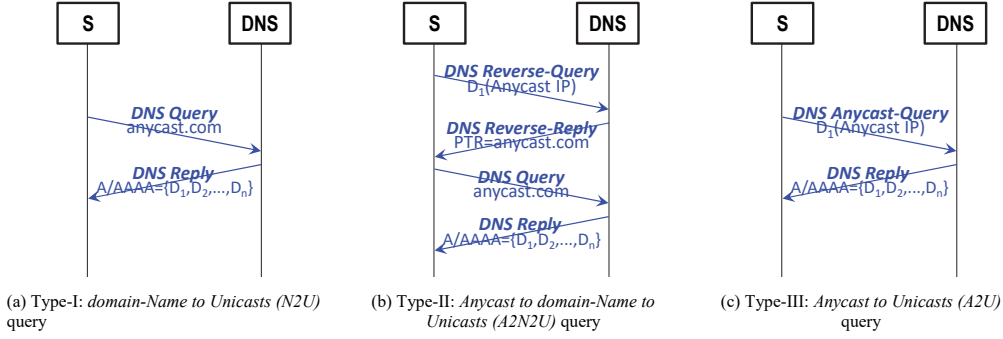 S
DNS
DNS Query
anycast.com
DNS Reply
A/AAAA={D1,D2,...,Dn}
(a) Type-I: domain-Name to Unicasts (N2U)
query
S
DNS
DNS Reverse-Query
D1(Anycast IP)
DNS Reverse-Reply
PTR=anycast.com
DNS Query
anycast.com
DNS Reply
A/AAAA={D1,D2,...,Dn}
(b) Type-II: Anycast to domain-Name to
Unicasts (A2N2U) query
S
DNS
DNS Anycast-Query
D1(Anycast IP)
DNS Reply
A/AAAA={D1,D2,...,Dn}
(c) Type-III: Anycast to Unicasts (A2U)
query